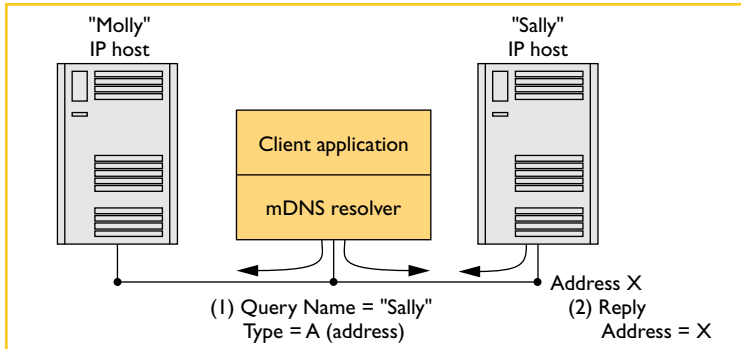 "Molly"
IP host
"Sally"
IP host
Client application
mDNS resolver
Address X
(1) Query Name = "Sally"
Type = A (address)
(2) Reply
Address = X